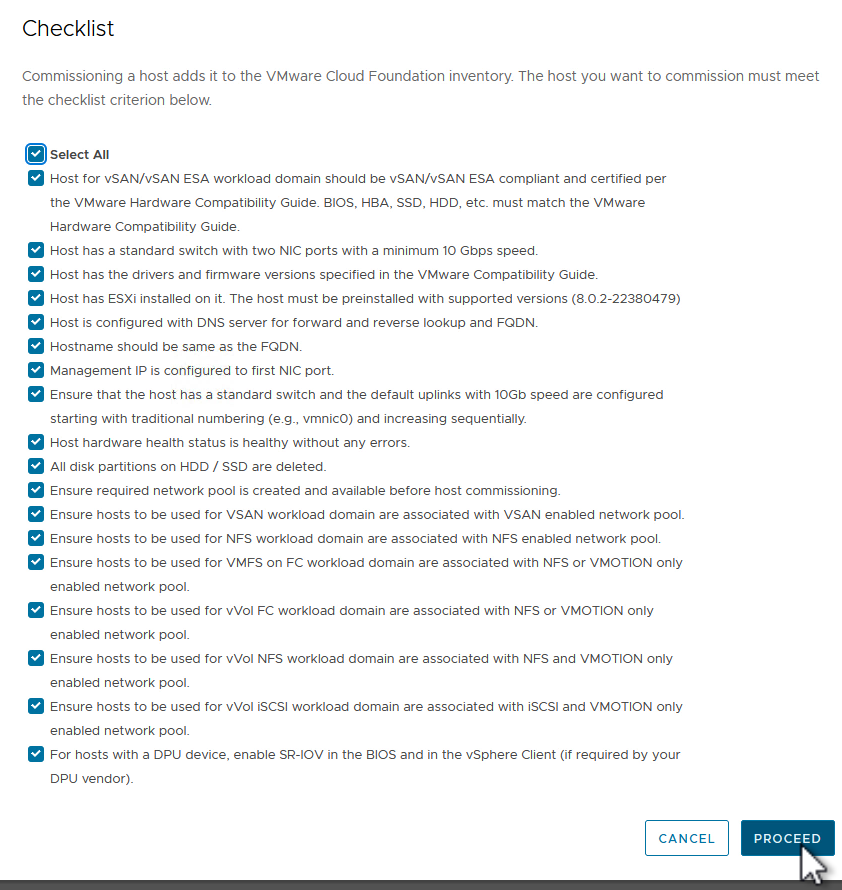 Checklist
Commissioning a host adds it to the VMware Cloud Foundation inventory. The host you want to commission must meet
the checklist criterion below.
Select All
Host for vSAN/vSAN ESA workload domain should be vSAN/vSAN ESA compliant and certified per
the VMware Hardware Compatibility Guide. BIOS, HBA, SSD, HDD, etc. must match the VMware
Hardware Compatibility Guide.
Host has a standard switch with two NIC ports with a minimum 10 Gbps speed.
Host has the drivers and firmware versions specified in the VMware Compatibility Guide.
Host has ESXi installed on it. The host must be preinstalled with supported versions (8.0.2-22380479)
Host is configured with DNS server for forward and reverse lookup and FQDN.
Hostname should be same as the FQDN.
Management IP is configured to first NIC port.
Ensure that the host has a standard switch and the default uplinks with 10Gb speed are configured
starting with traditional numbering (e.g., vmnic0) and increasing sequentially.
Host hardware health status is healthy without any errors.
All disk partitions on HDD / SSD are deleted.
Ensure required network pool is created and available before host commissioning.
Ensure hosts to be used for VSAN workload domain are associated with VSAN enabled network pool.
Ensure hosts to be used for NFS workload domain are associated with NFS enabled network pool.
Ensure hosts to be used for VMFS on FC workload domain are associated with NFS or VMOTION only
enabled network pool.
Ensure hosts to be used for vVol FC workload domain are associated with NFS or VMOTION only
enabled network pool.
Ensure hosts to be used for vVol NFS workload domain are associated with NFS and VMOTION only
enabled network pool.
Ensure hosts to be used for vVol iSCSI workload domain are associated with iSCSI and VMOTION only
enabled network pool.
For hosts with a DPU device, enable SR-IOV in the BIOS and in the vSphere Client (if required by your
DPU vendor).
CANCEL
PROCEED